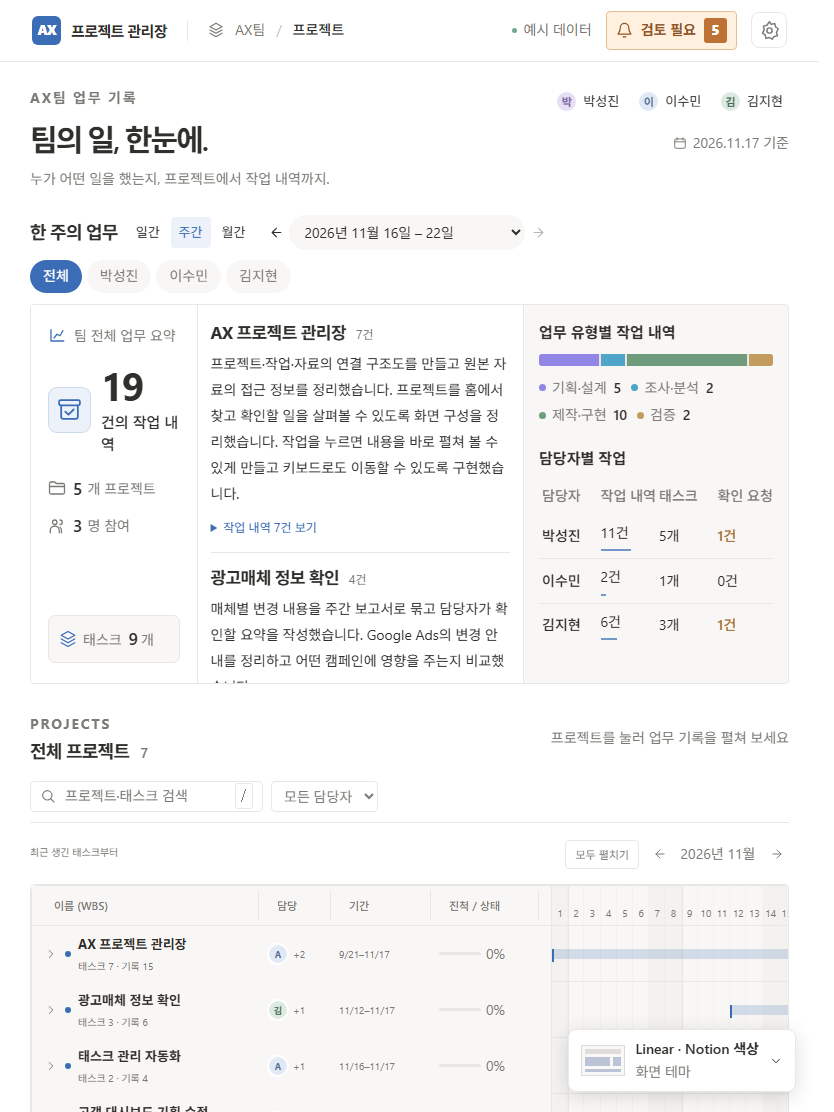 AX 프로젝트 관리장 AX팀 / 프로젝트 예시 데이터 검토 필요 5
AX팀 업무 기록
박 박성진 이 이수민 김 김지현
팀의 일, 한눈에.
2026.11.17 기준
누가 어떤 일을 했는지, 프로젝트에서 작업 내역까지.
한 주의 업무 일간 주간 월간 ← 2026년 11월 16일 – 22일 →
전체 박성진 이수민 김지현
팀 전체 업무 요약
19
건의 작업 내
역
5 개 프로젝트
3 명 참여
태스크 9 개
AX 프로젝트 관리장 7건
프로젝트·작업·자료의 연결 구조도를 만들고 원본 자
료의 접근 정보를 정리했습니다. 프로젝트를 홈에서
찾고 확인할 일을 살펴볼 수 있도록 화면 구성을 정
리했습니다. 작업을 누르면 내용을 바로 펼쳐 볼 수
있게 만들고 키보드로도 이동할 수 있도록 구현했습
니다.
▶ 작업 내역 7건 보기
광고매체 정보 확인 4건
매체별 변경 내용을 주간 보고서로 묶고 담당자가 확
인할 요약을 작성했습니다. Google Ads의 변경 안
내를 정리하고 어떤 캠페인에 영향을 주는지 비교했
업무 유형별 작업 내역
기획·설계 5 조사·분석 2
제작·구현 10 검증 2
담당자별 작업
담당자 작업 내역 태스크 확인 요청
박성진 11건 5개 1건
이수민 2건 1개 0건
김지현 6건 3개 1건
PROJECTS
전체 프로젝트 7
프로젝트를 눌러 업무 기록을 펼쳐 보세요
프로젝트·태스크 검색 / 모든 담당자
최근 생긴 태스크부터
모두 펼치기 ← 2026년 11월 →
이름 (WBS) 담당 기간 진척 / 상태 1 2 3 4 5 6 7 8 9 10 11 12 13 14 1
AX 프로젝트 관리장
태스크 7 · 기록 15
A +2 9/21–11/17 0%
광고매체 정보 확인
태스크 3 · 기록 6
김 +1 11/12–11/17 0%
태스크 관리 자동화
태스크 2 · 기록 4
A +1 11/16–11/17 0%
Linear · Notion 색상
화면 테마